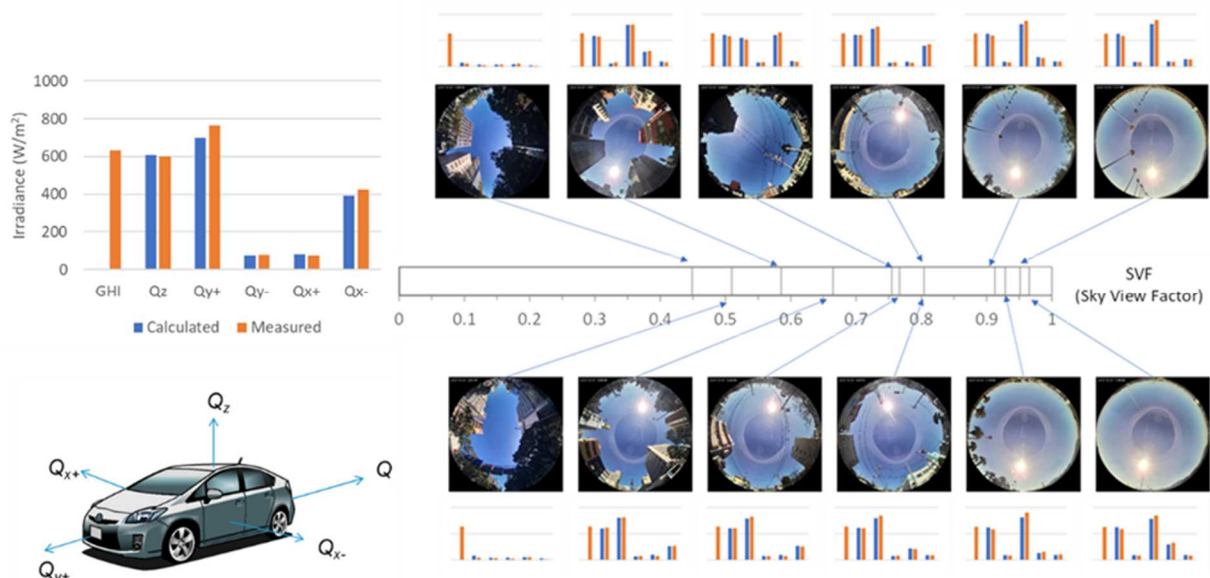 1000
800
600
400
200
0
Irradiance (W/m²)
GHI Qz Qy+ Qy- Qx+ Qx-
Calculated Measured
SVF
(Sky View Factor)
0 0.1 0.2 0.3 0.4 0.5 0.6 0.7 0.8 0.9 1
Qz
Qx+
Q
Qx-
Qy+